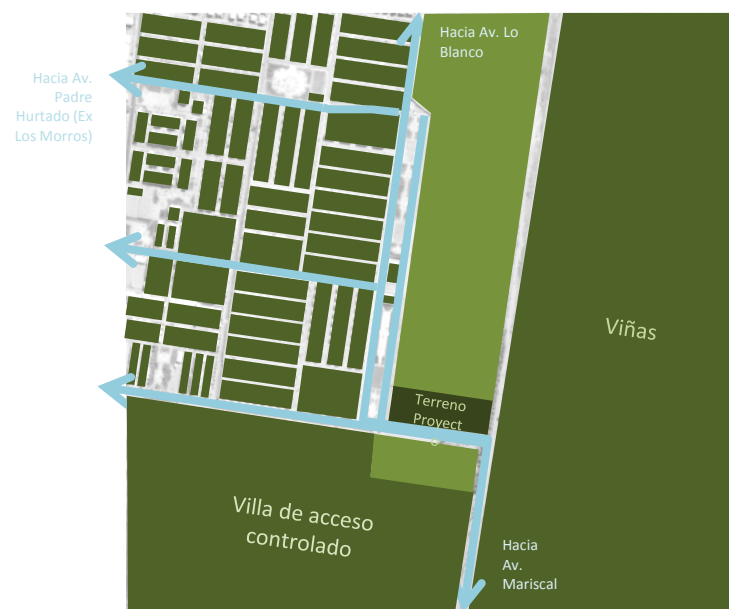 Hacia Av. Lo
Blanco
Hacia Av.
Padre
Hurtado (Ex
Los Morros)
Viñas
Terreno
Proyect
o
Villa de acceso
controlado
Hacia
Av.
Mariscal